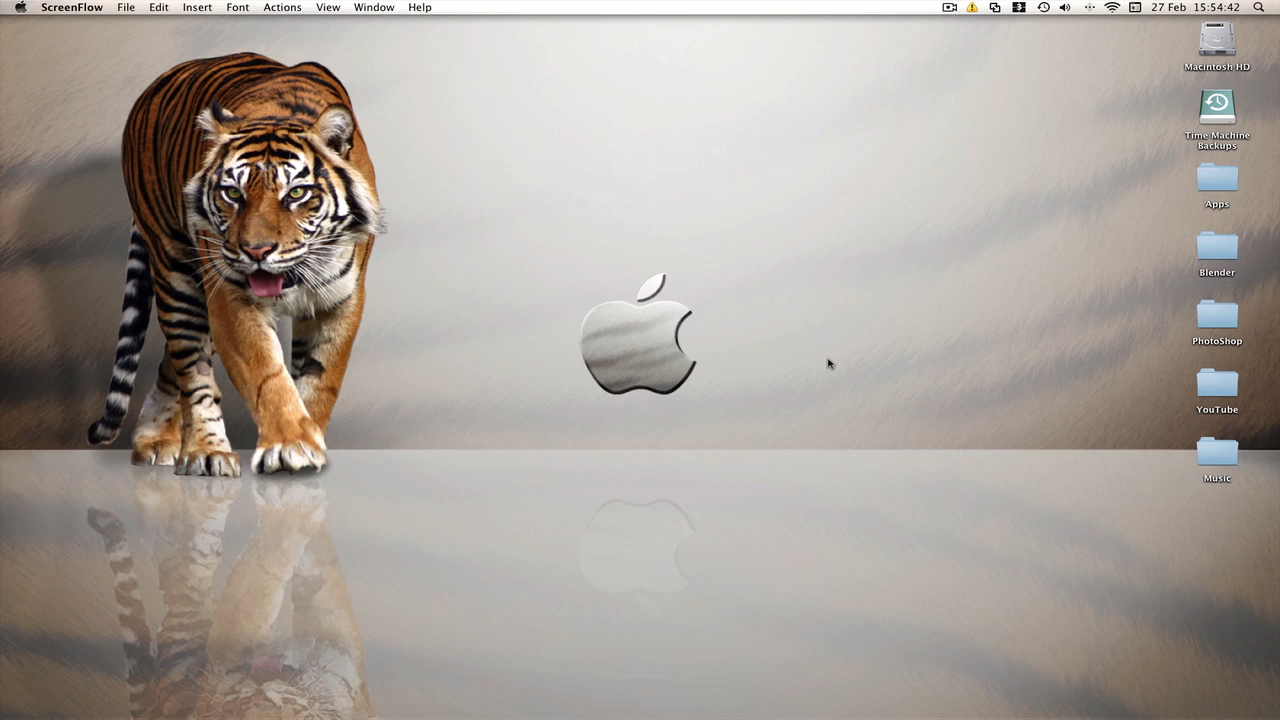 ScreenFlow File Edit Insert Font Actions View Window Help 27 Feb 15:54:42
Macintosh HD
Time Machine
Backups
Apps
Blender
PhotoShop
YouTube
Music